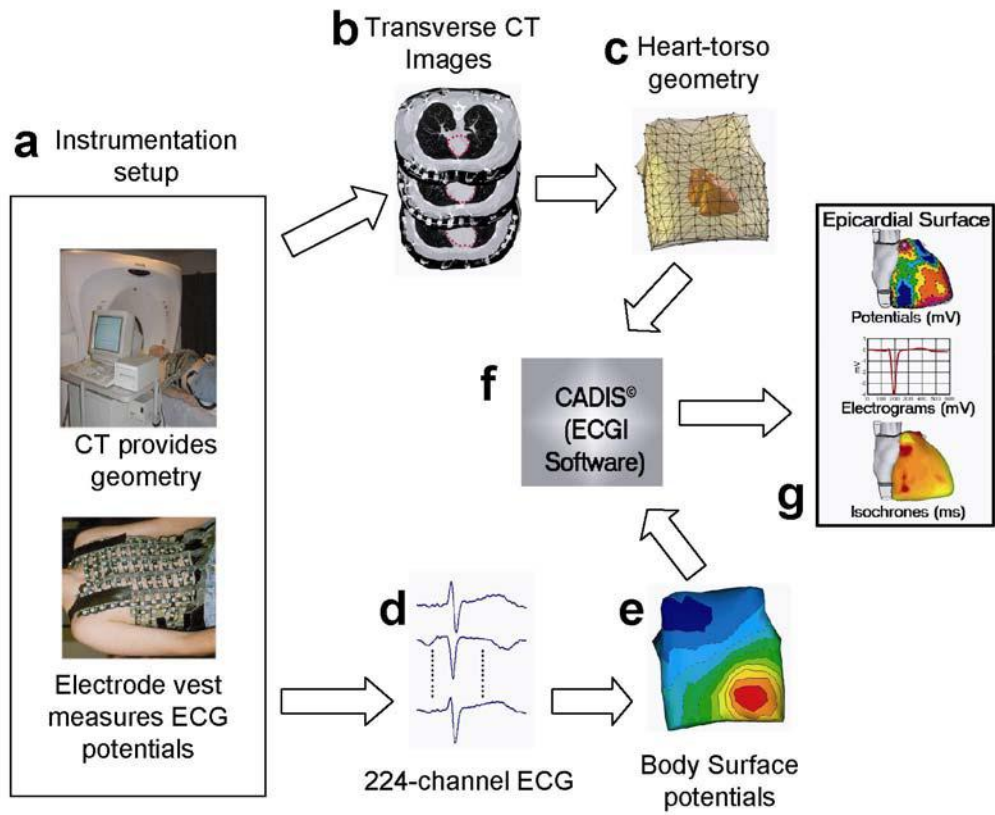 a Instrumentation
setup
CT provides
geometry
Electrode vest
measures ECG
potentials
b Transverse CT
Images
c Heart-torso
geometry
d
224-channel ECG
e
Body Surface
potentials
f
CADIS©
(ECGI
Software)
g
Epicardial Surface
Potentials (mV)
mV
Electrograms (mV)
Isochrones (ms)